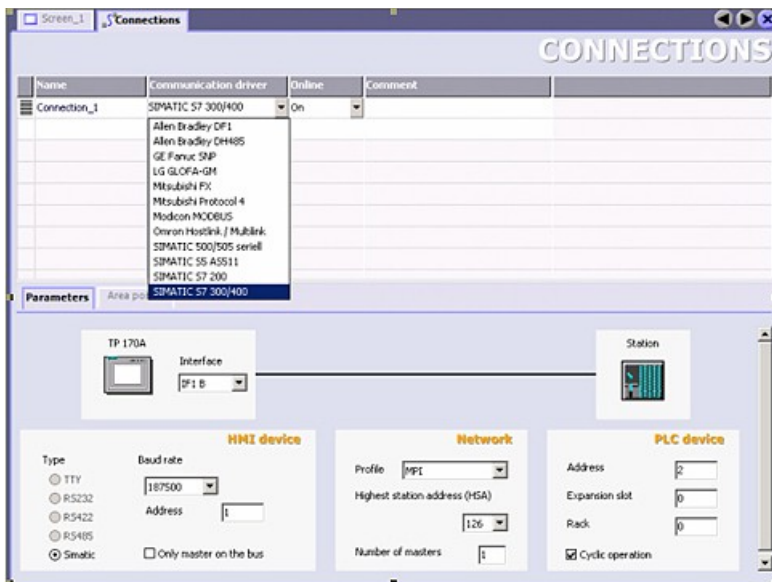 Screen_1 Connections
CONNECTIONS
Name Communication driver Online Comment
Connection_1 SIMATIC S7 300/400 On
Allen Bradley DF1
Allen Bradley DH485
GE Fanuc SNP
LG GLOFA-GM
Mitsubishi FX
Mitsubishi Protocol 4
Modicon MODBUS
Omron Hostlink / Multilink
SIMATIC 500/505 seriell
SIMATIC S5 AS511
SIMATIC S7 200
SIMATIC S7 300/400
Parameters Area po
TP 170A
Interface
IF1 B
Station
HMI device
Type
TTY
RS232
RS422
RS485
Simatic
Baud rate
187500
Address 1
Only master on the bus
Network
Profile MPI
Highest station address (HSA)
126
Number of masters 1
PLC device
Address 2
Expansion slot 0
Rack 0
Cyclic operation